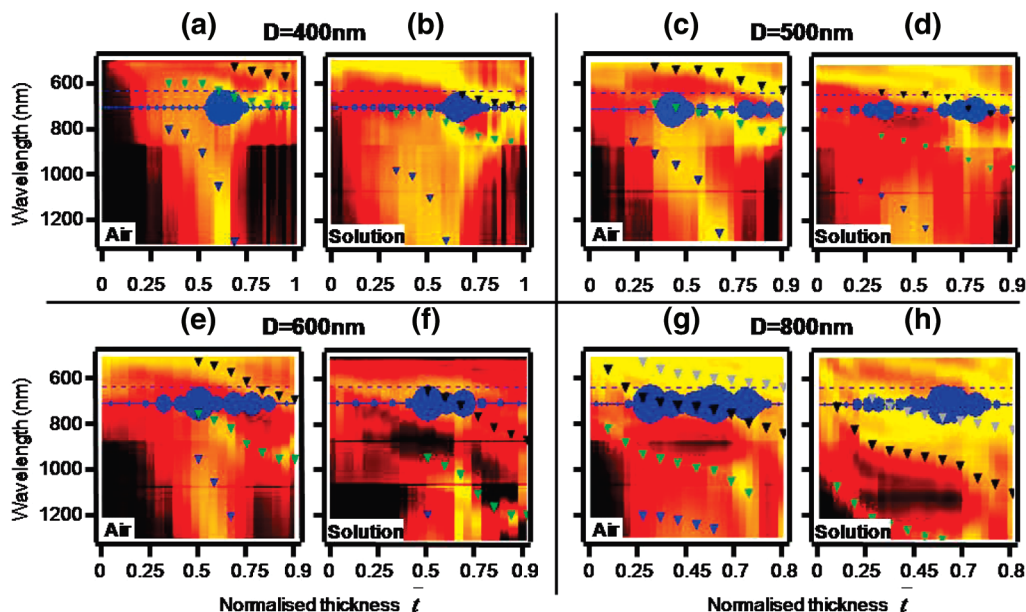 (a) D=400nm (b) (c) D=500nm (d)
Wavelength (nm)
600
800
1000
1200
Air Solution Air Solution
0 0.25 0.5 0.75 1 0 0.25 0.5 0.75 1 0 0.25 0.5 0.75 0.9 0 0.25 0.5 0.75 0.9
(e) D=600nm (f) (g) D=800nm (h)
Wavelength (nm)
600
800
1000
1200
Air Solution Air Solution
0 0.25 0.5 0.75 0.9 0 0.25 0.5 0.75 0.9 0 0.25 0.45 0.7 0.8 0 0.25 0.45 0.7 0.8
Normalised thickness t̄ Normalised thickness t̄